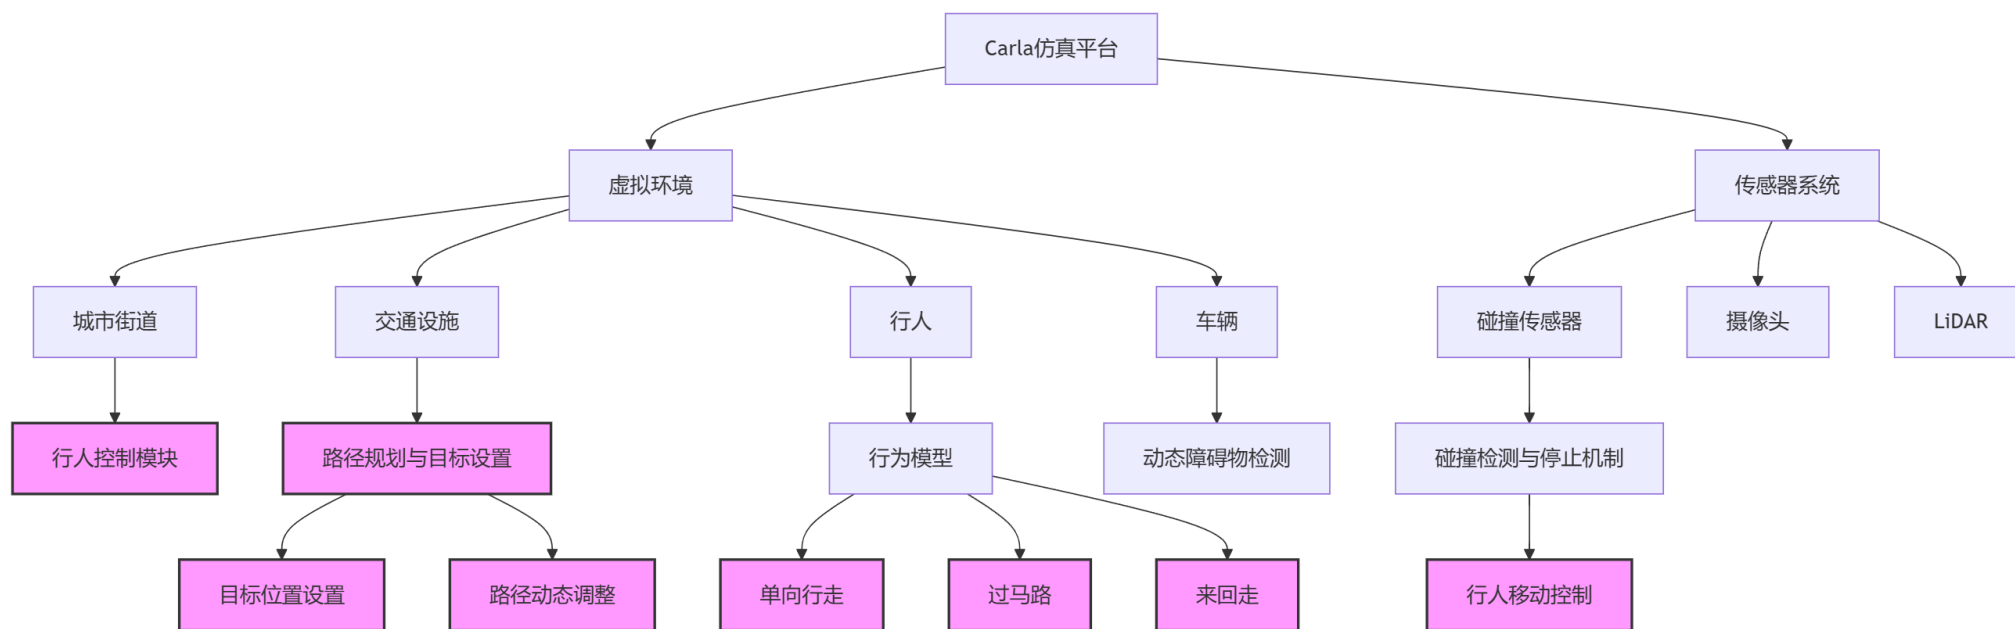 Carla仿真平台
虚拟环境
传感器系统
城市街道
交通设施
行人
车辆
碰撞传感器
摄像头
LiDAR
行人控制模块
路径规划与目标设置
行为模型
动态障碍物检测
碰撞检测与停止机制
目标位置设置
路径动态调整
单向行走
过马路
来回走
行人移动控制